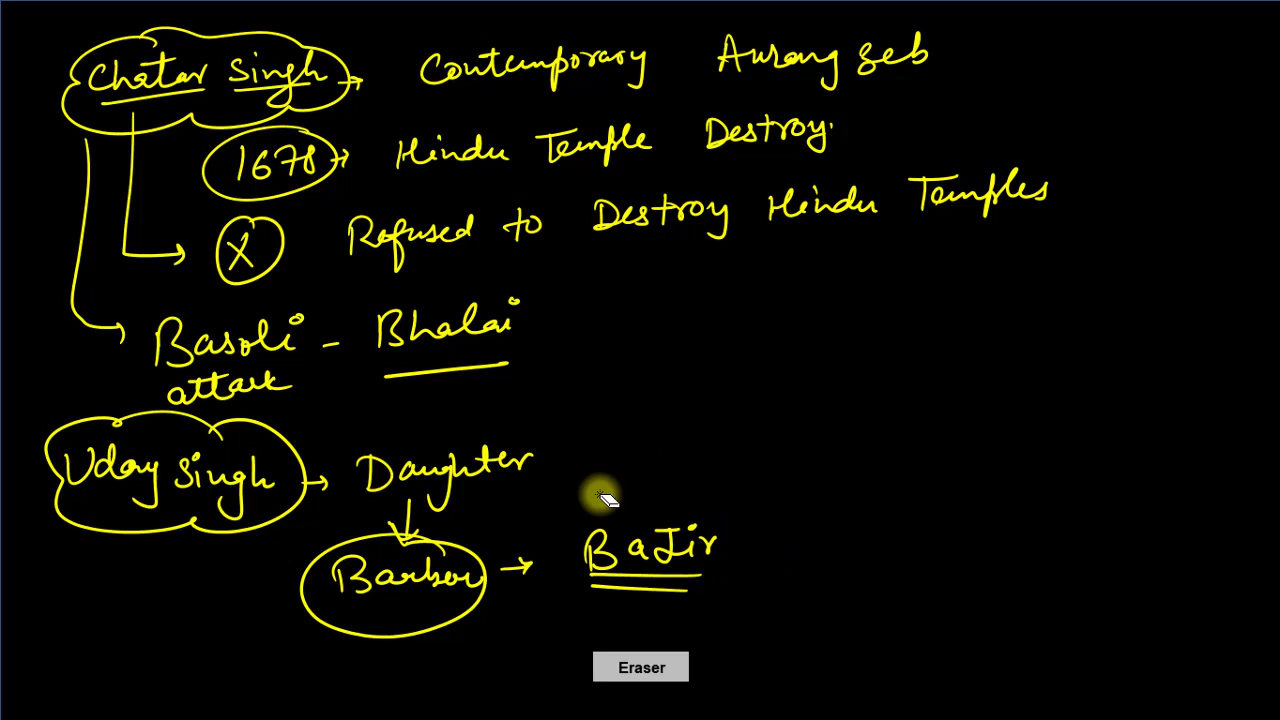 Chatar Singh → Contemporary Aurangzeb
1678 → Hindu Temple Destroy.
X Refused to Destroy Hindu Temples
Basoli - Bhalai
attack
Uday Singh → Daughter
Barber → BaJir
Eraser